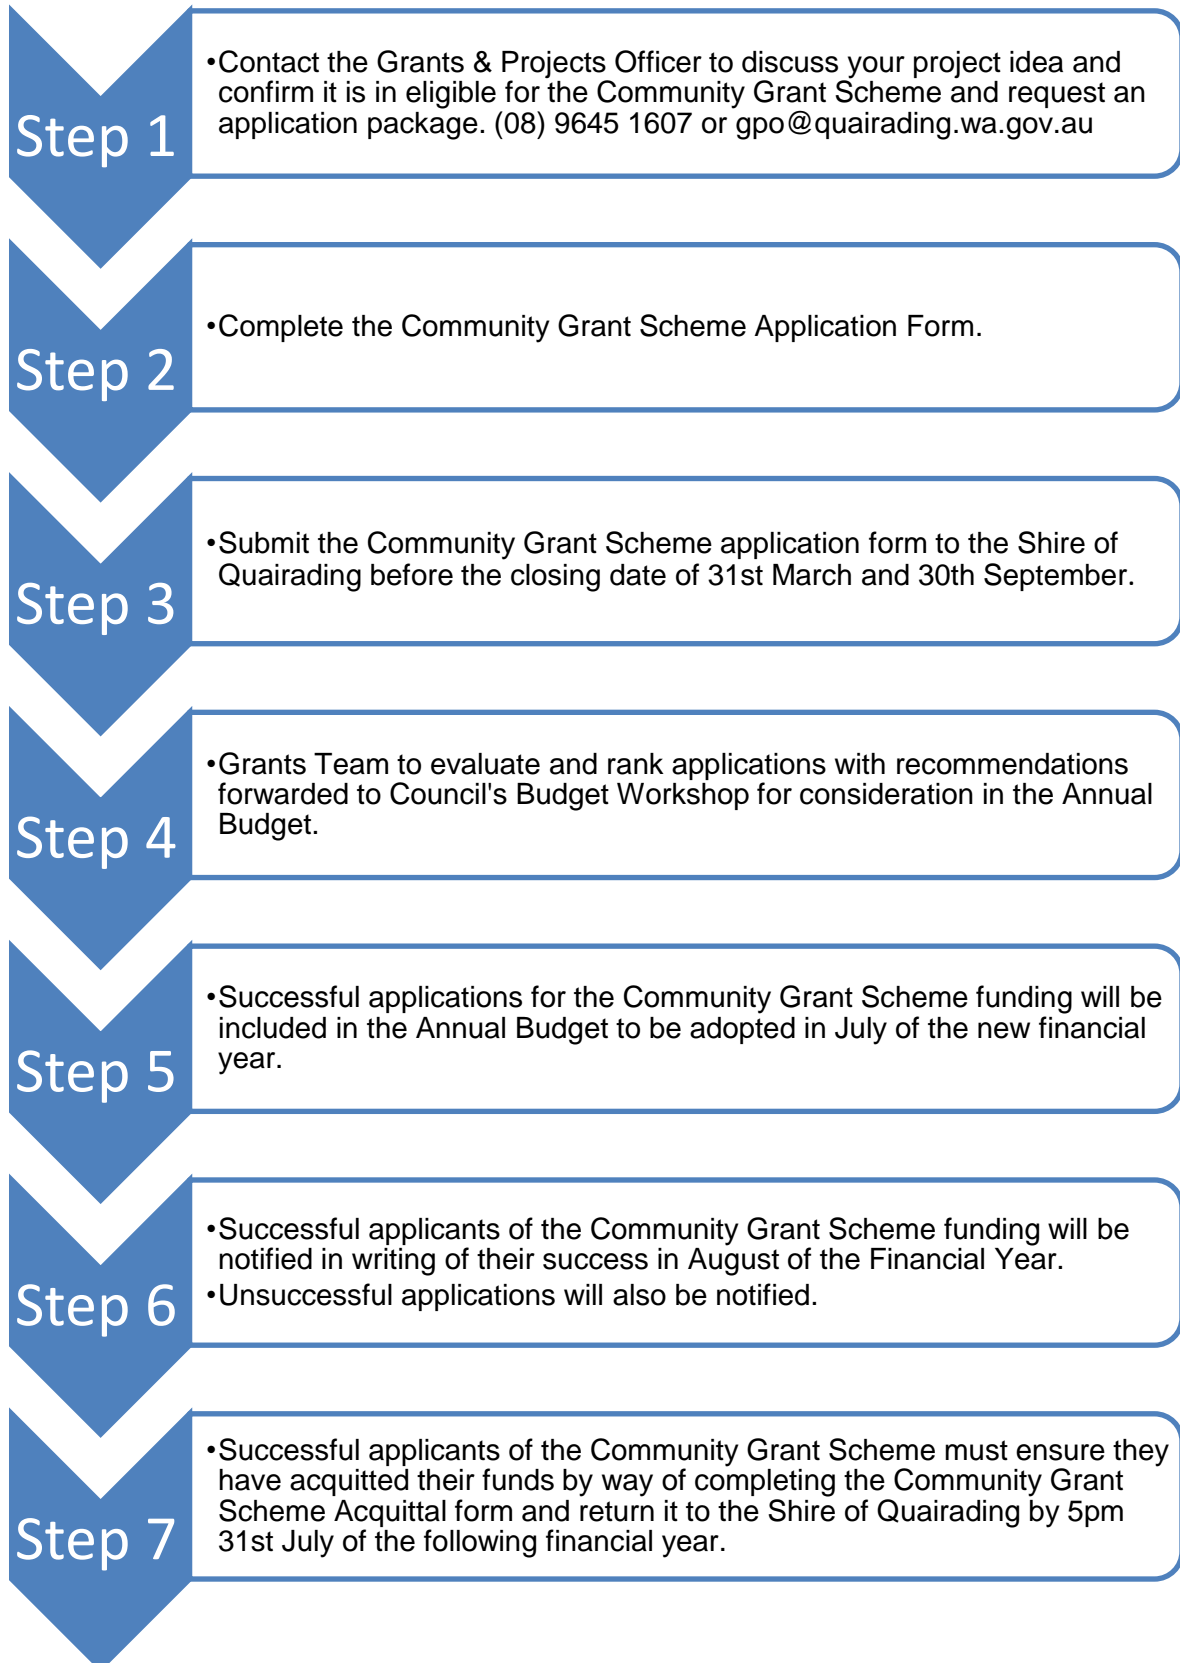 Step 1
•Contact the Grants & Projects Officer to discuss your project idea and
confirm it is in eligible for the Community Grant Scheme and request an
application package. (08) 9645 1607 or gpo@quairading.wa.gov.au
Step 2
•Complete the Community Grant Scheme Application Form.
Step 3
•Submit the Community Grant Scheme application form to the Shire of
Quairading before the closing date of 31st March and 30th September.
Step 4
•Grants Team to evaluate and rank applications with recommendations
forwarded to Council's Budget Workshop for consideration in the Annual
Budget.
Step 5
•Successful applications for the Community Grant Scheme funding will be
included in the Annual Budget to be adopted in July of the new financial
year.
Step 6
•Successful applicants of the Community Grant Scheme funding will be
notified in writing of their success in August of the Financial Year.
•Unsuccessful applications will also be notified.
Step 7
•Successful applicants of the Community Grant Scheme must ensure they
have acquitted their funds by way of completing the Community Grant
Scheme Acquittal form and return it to the Shire of Quairading by 5pm
31st July of the following financial year.